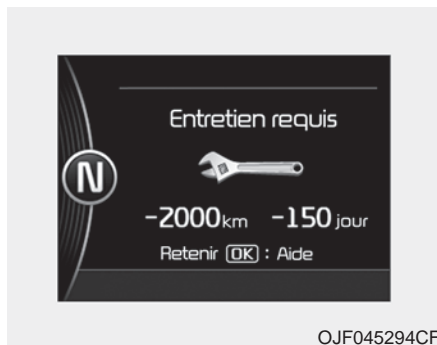 Entretien requis
N
-2000km -150 jour
Retenir OK : Aide
OJF045294CF